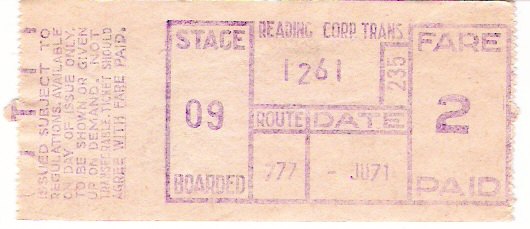 ISSUED SUBJECT TO
REGULATIONS, AVAILABLE
ON DAY OF ISSUE ONLY,
TO BE SHOWN OR GIVEN
UP ON DEMAND. NOT
TRANSFERABLE. TICKET SHOULD
AGREE WITH FARE PAID.
STAGE
09
BOARDED
READING CORP TRANS
1261
235
ROUTE
777
DATE
- JU71
FARE
2
PAID